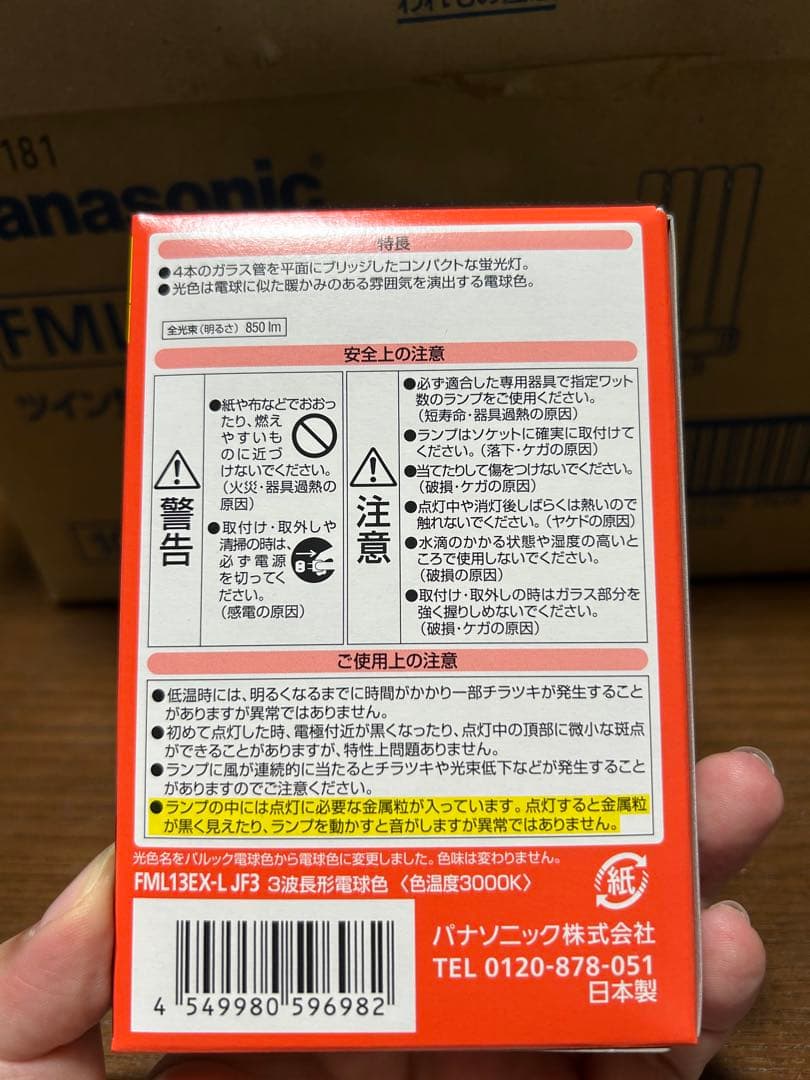 われもの注意
181
anasonic
FML
ツイン
特長
●4本のガラス管を平面にブリッジしたコンパクトな蛍光灯。
●光色は電球に似た暖かみのある雰囲気を演出する電球色。
全光束(明るさ) 850 lm
安全上の注意
警告
●紙や布などでおおっ
たり、燃え
やすいも
のに近づ
けないでください。
(火災・器具過熱の
原因)
●取付け・取外しや
清掃の時は、
必ず電源
を切ってく
ださい。
(感電の原因)
注意
●必ず適合した専用器具で指定ワット
数のランプをご使用ください。
(短寿命・器具過熱の原因)
●ランプはソケットに確実に取付けて
ください。(落下・ケガの原因)
●当てたりして傷をつけないでください。
(破損・ケガの原因)
●点灯中や消灯後しばらくは熱いので
触れないでください。(ヤケドの原因)
●水滴のかかる状態や湿度の高いと
ころで使用しないでください。
(破損の原因)
●取付け・取外しの時はガラス部分を
強く握りしめないでください。
(破損・ケガの原因)
ご使用上の注意
●低温時には、明るくなるまでに時間がかかり一部チラツキが発生すること
がありますが異常ではありません。
●初めて点灯した時、電極付近が黒くなったり、点灯中の頂部に微小な斑点
ができることがありますが、特性上問題ありません。
●ランプに風が連続的に当たるとチラツキや光束低下などが発生すること
がありますのでご注意ください。
●ランプの中には点灯に必要な金属粒が入っています。点灯すると金属粒
が黒く見えたり、ランプを動かすと音がしますが異常ではありません。
光色名をパルック電球色から電球色に変更しました。色味は変わりません。
FML13EX-L JF3 3波長形電球色 〈色温度3000K〉
紙
パナソニック株式会社
TEL 0120-878-051
日本製
4 549980 596982